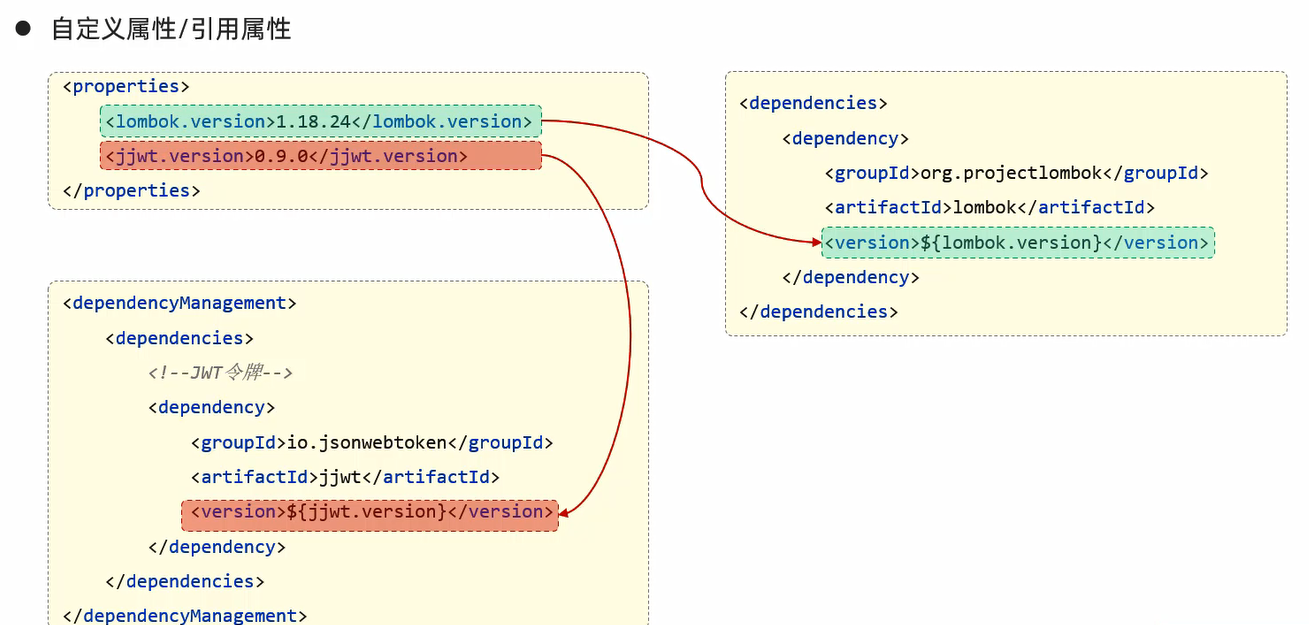 ● 自定义属性/引用属性
<properties>
<lombok.version>1.18.24</lombok.version>
<jjwt.version>0.9.0</jjwt.version>
</properties>
<dependencyManagement>
<dependencies>
<!--JWT令牌-->
<dependency>
<groupId>io.jsonwebtoken</groupId>
<artifactId>jjwt</artifactId>
<version>${jjwt.version}</version>
</dependency>
</dependencies>
</dependencyManagement>
<dependencies>
<dependency>
<groupId>org.projectlombok</groupId>
<artifactId>lombok</artifactId>
<version>${lombok.version}</version>
</dependency>
</dependencies>